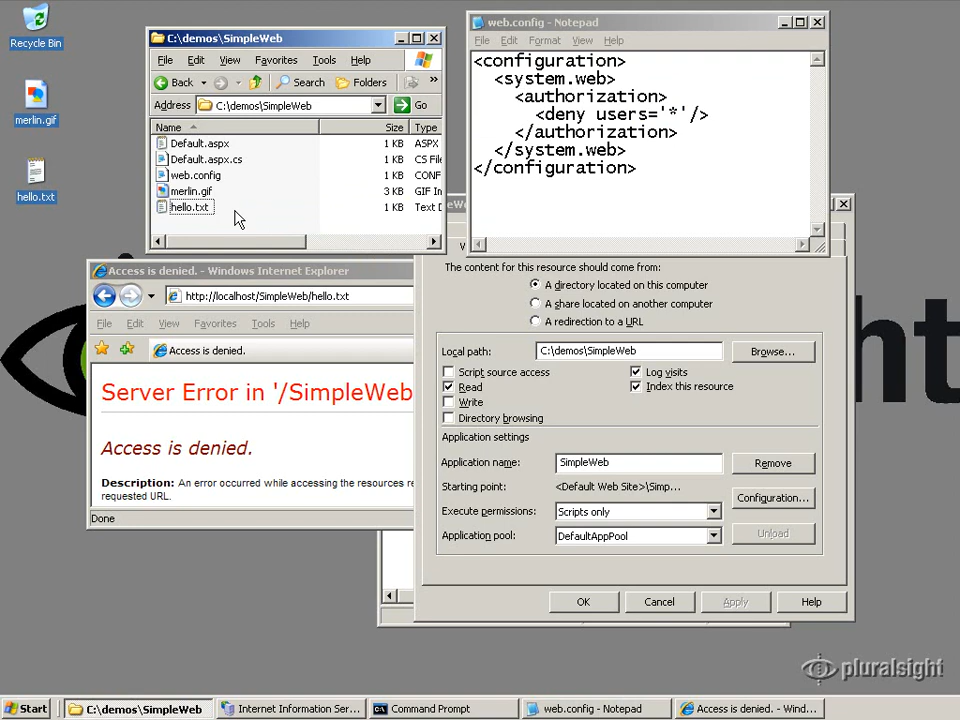 Recycle Bin
merlin.gif
hello.txt
C:\demos\SimpleWeb
File Edit View Favorites Tools Help
Back Search Folders »
Address C:\demos\SimpleWeb Go
Name Size Type
Default.aspx 1 KB ASPX
Default.aspx.cs 1 KB CS File
web.config 1 KB CONF
merlin.gif 3 KB GIF In
hello.txt 1 KB Text D
web.config - Notepad
File Edit Format View Help
<configuration>
<system.web>
<authorization>
<deny users='*'/>
</authorization>
</system.web>
</configuration>
Access is denied. - Windows Internet Explorer
http://localhost/SimpleWeb/hello.txt
File Edit View Favorites Tools Help
Access is denied.
Server Error in '/SimpleWeb
Access is denied.
Description: An error occurred while accessing the resources re
requested URL.
Done
The content for this resource should come from:
A directory located on this computer
A share located on another computer
A redirection to a URL
Local path: C:\demos\SimpleWeb Browse...
Script source access
Read
Write
Directory browsing
Log visits
Index this resource
Application settings
Application name: SimpleWeb Remove
Starting point: <Default Web Site>\Simp...
Configuration...
Execute permissions: Scripts only
Application pool: DefaultAppPool Unload
OK Cancel Apply Help
ht
pluralsight
Start C:\demos\SimpleWeb Internet Information Ser... Command Prompt web.config - Notepad Access is denied. - Wind...